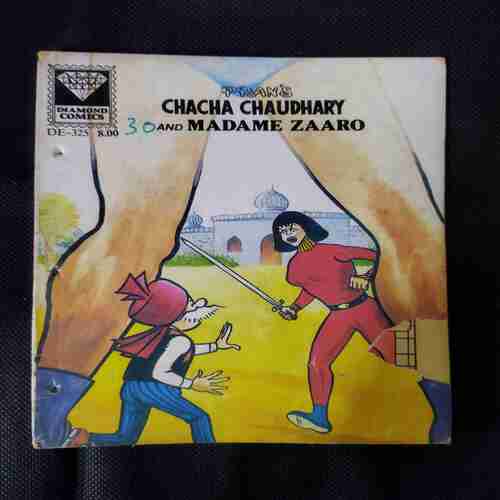 PRAN'S
CHACHA CHAUDHARY
30 AND MADAME ZAARO
DIAMOND
COMICS
DE-325 8.00